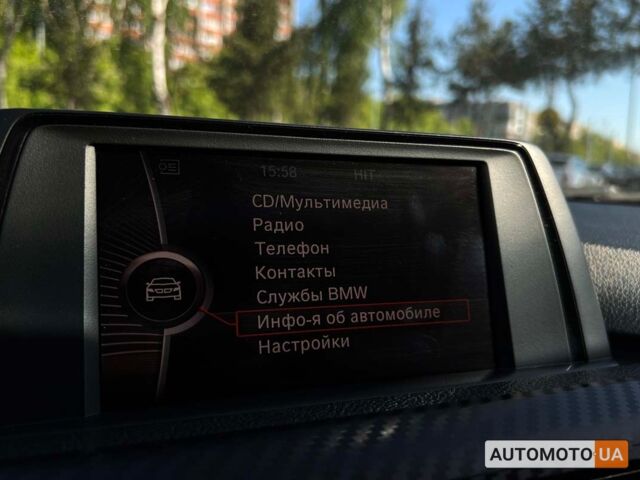 15:58 HIT
CD/Мультимедиа
Радио
Телефон
Контакты
Службы BMW
Инфо-я об автомобиле
Настройки
AUTOMOTO.UA